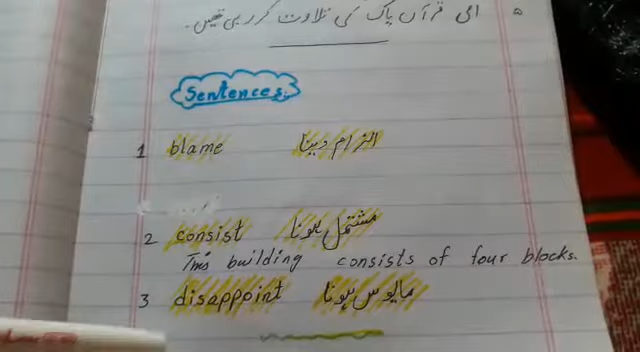 امی قرآن پاک کی تلاوت کر رہی تھیں۔
Sentences:
1 blame الزام دینا
2 consist مشتمل ہونا
This building consists of four blocks.
3 disappoint مایوس ہونا